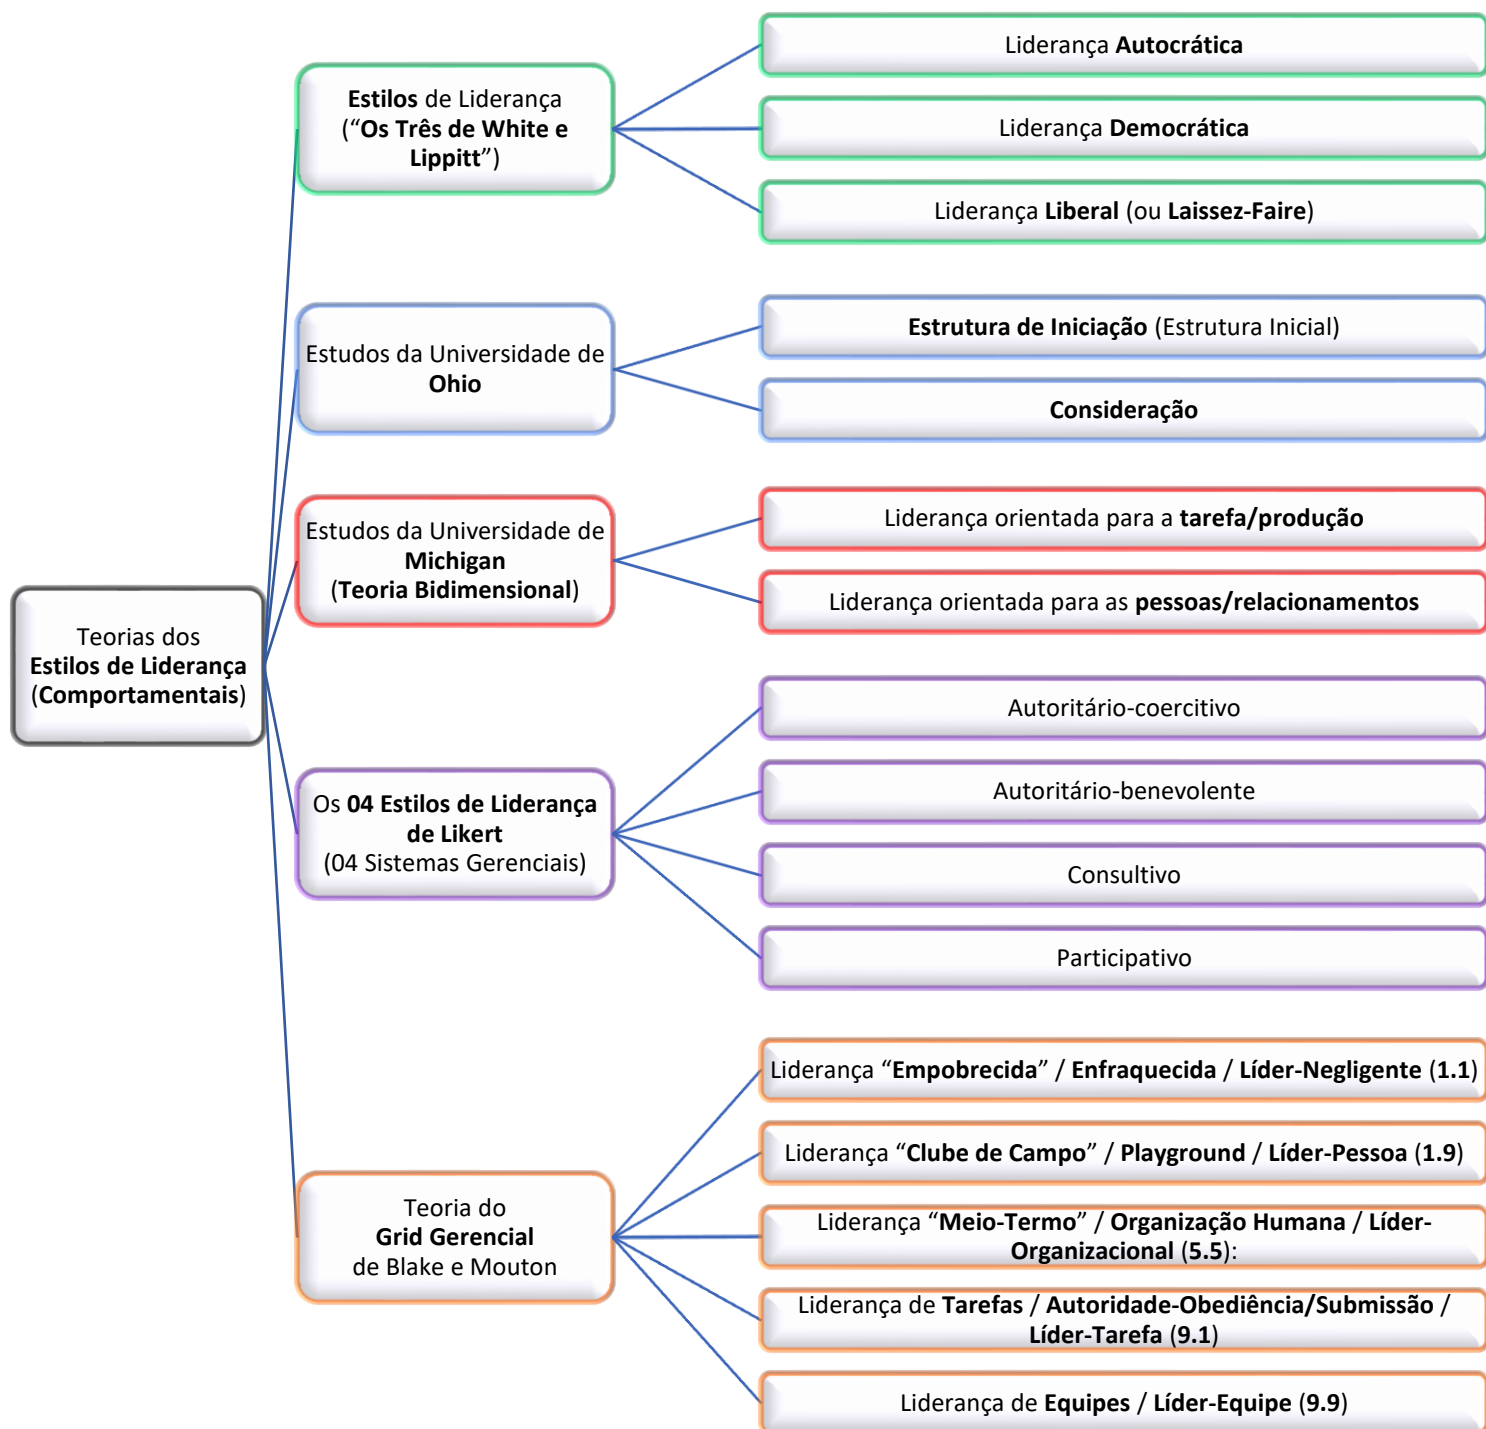 Teorias dos
Estilos de Liderança
(Comportamentais)
Estilos de Liderança
(“Os Três de White e
Lippitt”)
Liderança Autocrática
Liderança Democrática
Liderança Liberal (ou Laissez-Faire)
Estudos da Universidade de
Ohio
Estrutura de Iniciação (Estrutura Inicial)
Consideração
Estudos da Universidade de
Michigan
(Teoria Bidimensional)
Liderança orientada para a tarefa/produção
Liderança orientada para as pessoas/relacionamentos
Os 04 Estilos de Liderança
de Likert
(04 Sistemas Gerenciais)
Autoritário-coercitivo
Autoritário-benevolente
Consultivo
Participativo
Teoria do
Grid Gerencial
de Blake e Mouton
Liderança “Empobrecida” / Enfraquecida / Líder-Negligente (1.1)
Liderança “Clube de Campo” / Playground / Líder-Pessoa (1.9)
Liderança “Meio-Termo” / Organização Humana / Líder-
Organizacional (5.5):
Liderança de Tarefas / Autoridade-Obediência/Submissão /
Líder-Tarefa (9.1)
Liderança de Equipes / Líder-Equipe (9.9)